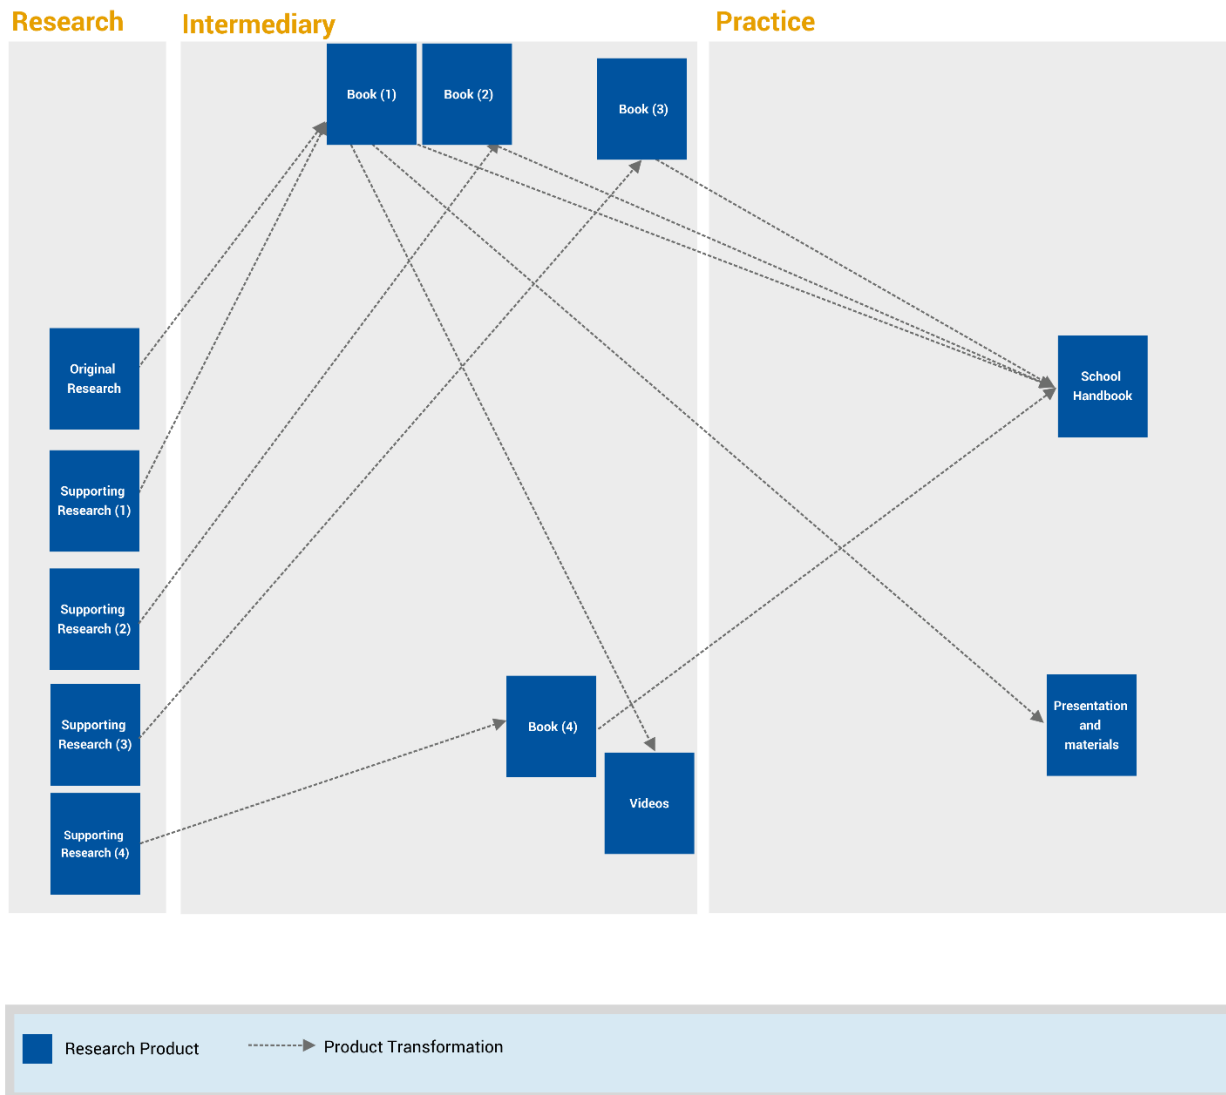 Research
Intermediary
Practice
Book (1)
Book (2)
Book (3)
Original
Research
School
Handbook
Supporting
Research (1)
Supporting
Research (2)
Supporting
Research (3)
Book (4)
Presentation
and
materials
Videos
Supporting
Research (4)
Research Product
Product Transformation